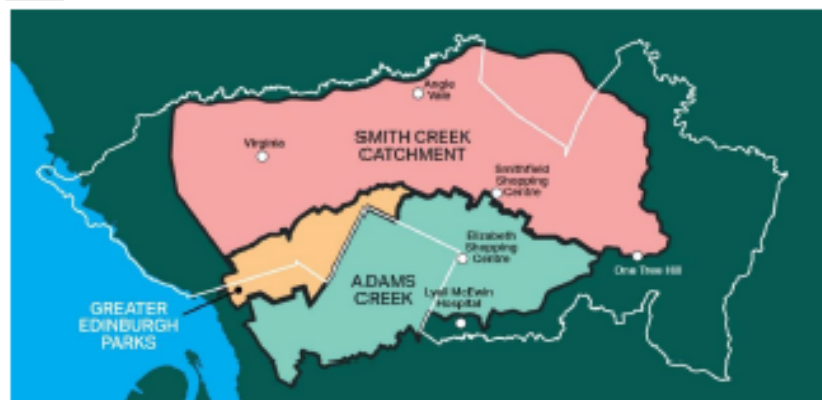 Angle
Vale
Virginia
SMITH CREEK
CATCHMENT
Smithfield
Shopping
Centre
Elizabeth
Shopping
Centre
One Tree Hill
ADAMS
CREEK
Lyell McEwin
Hospital
GREATER
EDINBURGH
PARKS